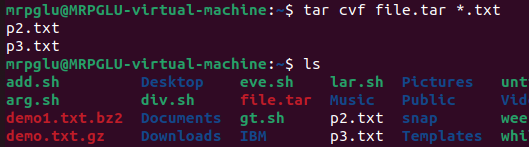 mrpglu@MRPGLU-virtual-machine:~$ tar cvf file.tar *.txt
p2.txt
p3.txt
mrpglu@MRPGLU-virtual-machine:~$ ls
add.sh Desktop eve.sh lar.sh Pictures unt
arg.sh div.sh file.tar Music Public Vid
demo1.txt.bz2 Documents gt.sh p2.txt snap wee
demo.txt.gz Downloads IBM p3.txt Templates whi